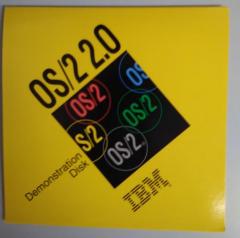 OS/2 2.0
OS
OS/2
OS/2
S/2
OS/2
Demonstration
Disk
IBM